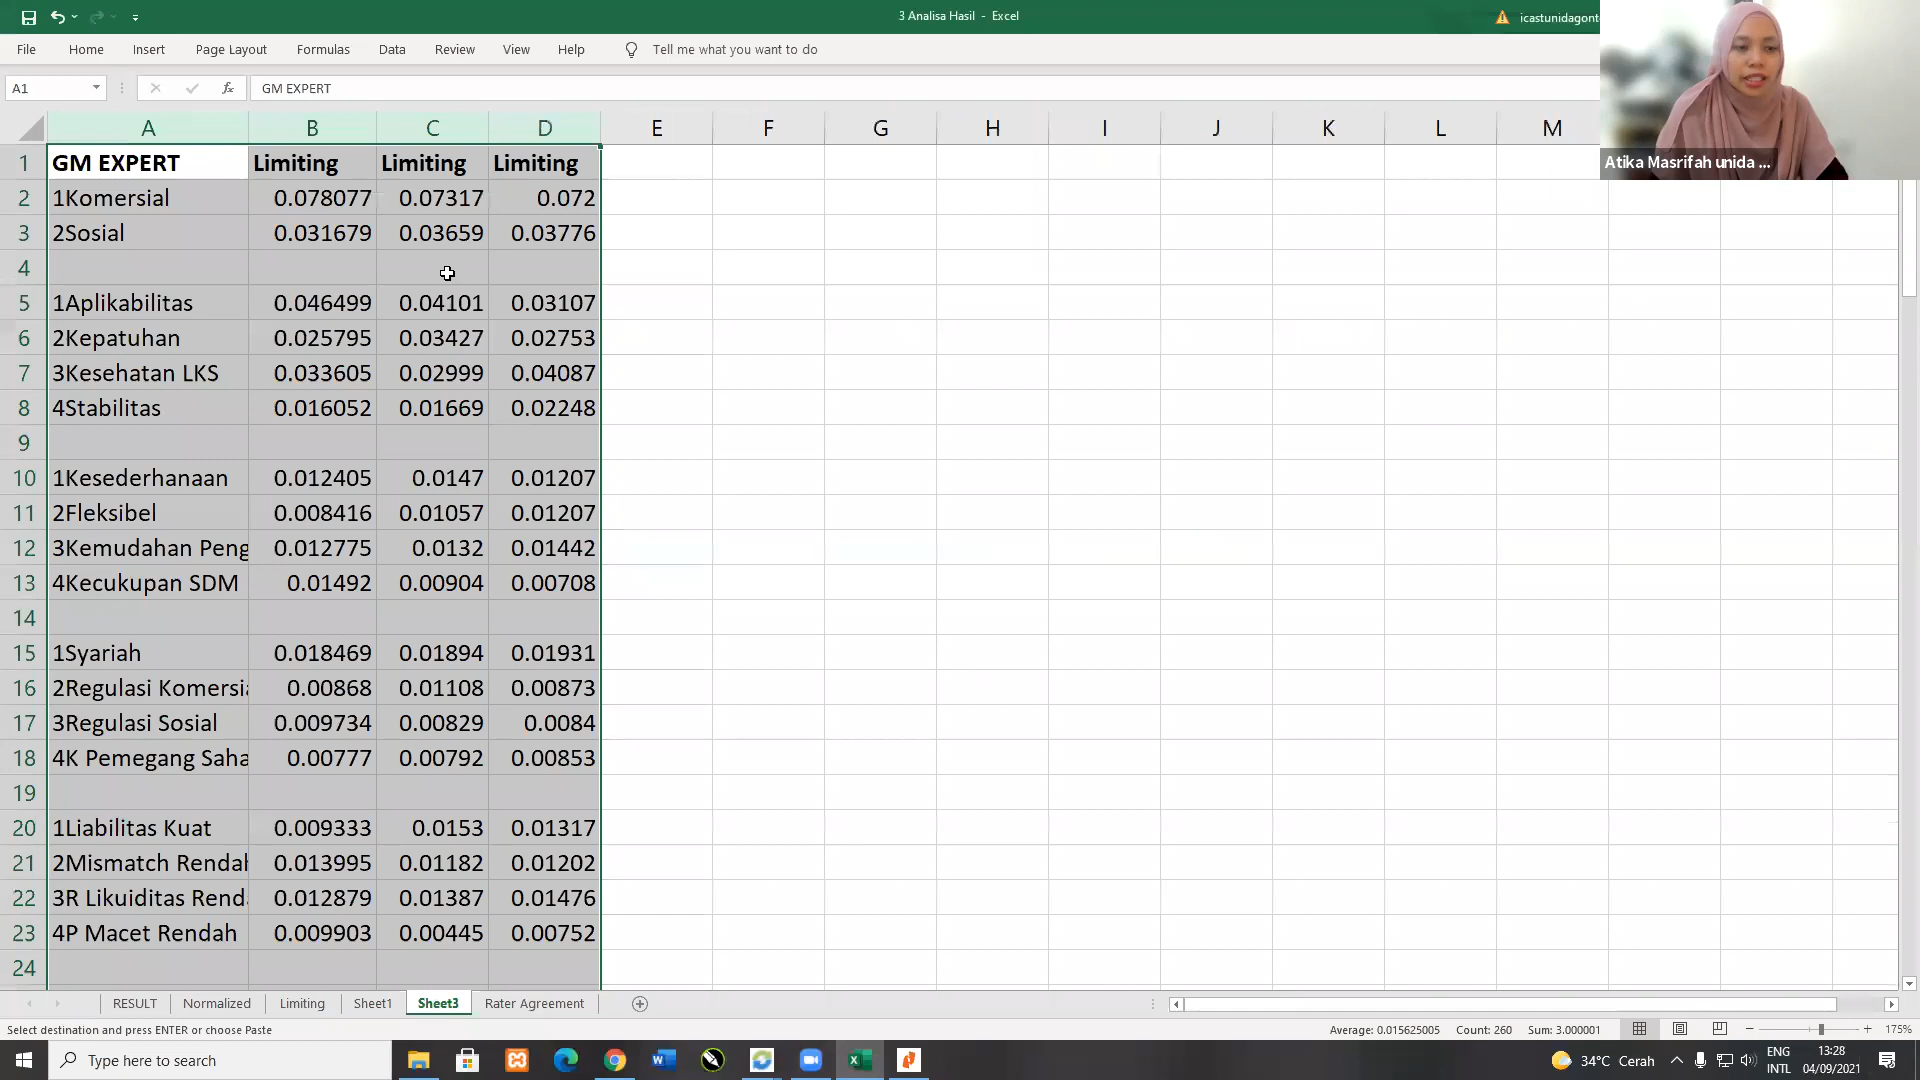 3 Analisa Hasil - Excel
icastunidagont
File Home Insert Page Layout Formulas Data Review View Help Tell me what you want to do
A1 fx GM EXPERT
Atika Masrifah unida ...
A B C D E F G H I J K L M
1 GM EXPERT Limiting Limiting Limiting
2 1Komersial 0.078077 0.07317 0.072
3 2Sosial 0.031679 0.03659 0.03776
4
5 1Aplikabilitas 0.046499 0.04101 0.03107
6 2Kepatuhan 0.025795 0.03427 0.02753
7 3Kesehatan LKS 0.033605 0.02999 0.04087
8 4Stabilitas 0.016052 0.01669 0.02248
9
10 1Kesederhanaan 0.012405 0.0147 0.01207
11 2Fleksibel 0.008416 0.01057 0.01207
12 3Kemudahan Peng 0.012775 0.0132 0.01442
13 4Kecukupan SDM 0.01492 0.00904 0.00708
14
15 1Syariah 0.018469 0.01894 0.01931
16 2Regulasi Komersia 0.00868 0.01108 0.00873
17 3Regulasi Sosial 0.009734 0.00829 0.0084
18 4K Pemegang Saha 0.00777 0.00792 0.00853
19
20 1Liabilitas Kuat 0.009333 0.0153 0.01317
21 2Mismatch Rendah 0.013995 0.01182 0.01202
22 3R Likuiditas Renda 0.012879 0.01387 0.01476
23 4P Macet Rendah 0.009903 0.00445 0.00752
24
RESULT Normalized Limiting Sheet1 Sheet3 Rater Agreement
Select destination and press ENTER or choose Paste Average: 0.015625005 Count: 260 Sum: 3.000001 175%
Type here to search 34°C Cerah ENG 13:28
INTL 04/09/2021